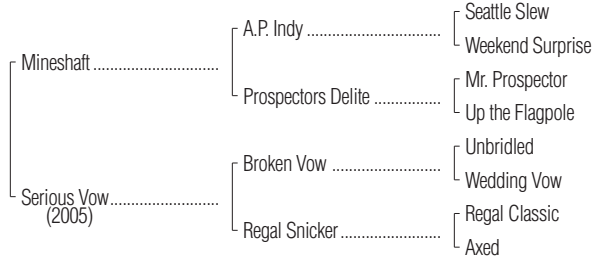 Seattle Slew
A.P. Indy ........................
Weekend Surprise
Mineshaft ......................
Mr. Prospector
Prospectors Delite ............
Up the Flagpole
Unbridled
Broken Vow ....................
Wedding Vow
Serious Vow ...................
(2005)
Regal Classic
Regal Snicker ..................
Axed